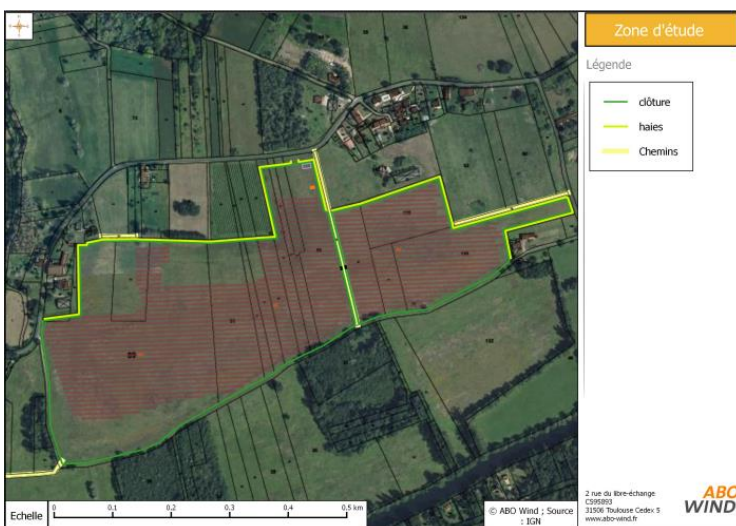 Zone d'étude
Légende
clôture
haies
Chemins
Echelle
0 0.1 0.2 0.3 0.4 0.5 km
© ABO Wind ; Source
: IGN
2 rue du libre-échange
CS95893
31506 Toulouse Cedex 5
www.abo-wind.fr
ABO
WIND